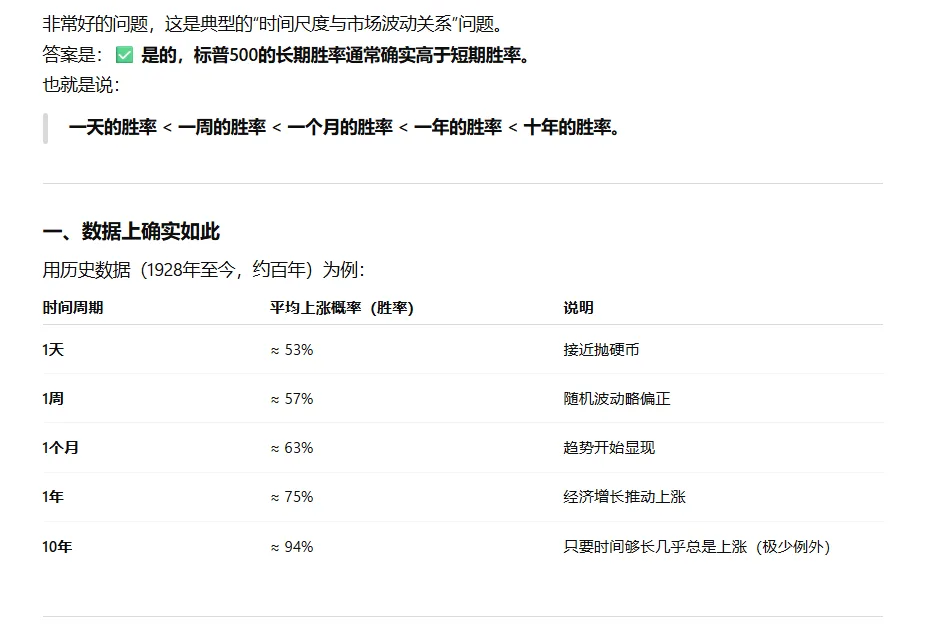 非常好的问题，这是典型的“时间尺度与市场波动关系”问题。
答案是：✅ 是的，标普500的长期胜率通常确实高于短期胜率。
也就是说：
一天的胜率 < 一周的胜率 < 一个月的胜率 < 一年的胜率 < 十年的胜率。
一、数据上确实如此
用历史数据（1928年至今，约百年）为例：
时间周期 平均上涨概率（胜率） 说明
1天 ≈ 53% 接近抛硬币
1周 ≈ 57% 随机波动略偏正
1个月 ≈ 63% 趋势开始显现
1年 ≈ 75% 经济增长推动上涨
10年 ≈ 94% 只要时间够长几乎总是上涨（极少例外）